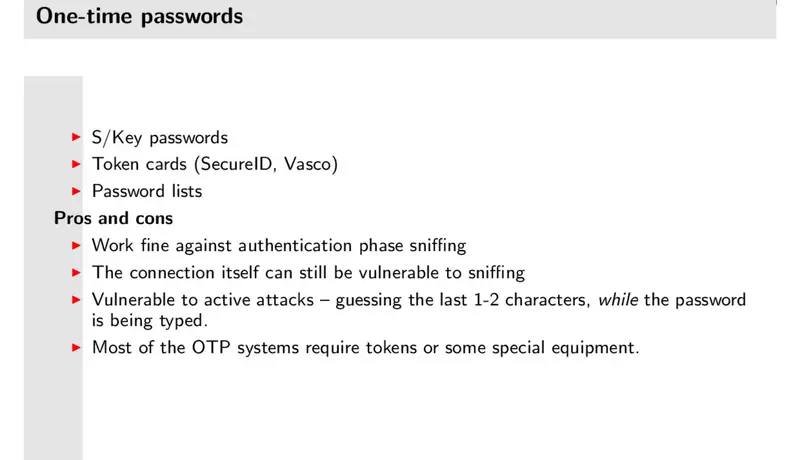 One-time passwords
▶ S/Key passwords
▶ Token cards (SecureID, Vasco)
▶ Password lists
Pros and cons
▶ Work fine against authentication phase sniffing
▶ The connection itself can still be vulnerable to sniffing
▶ Vulnerable to active attacks – guessing the last 1-2 characters, while the password
is being typed.
▶ Most of the OTP systems require tokens or some special equipment.